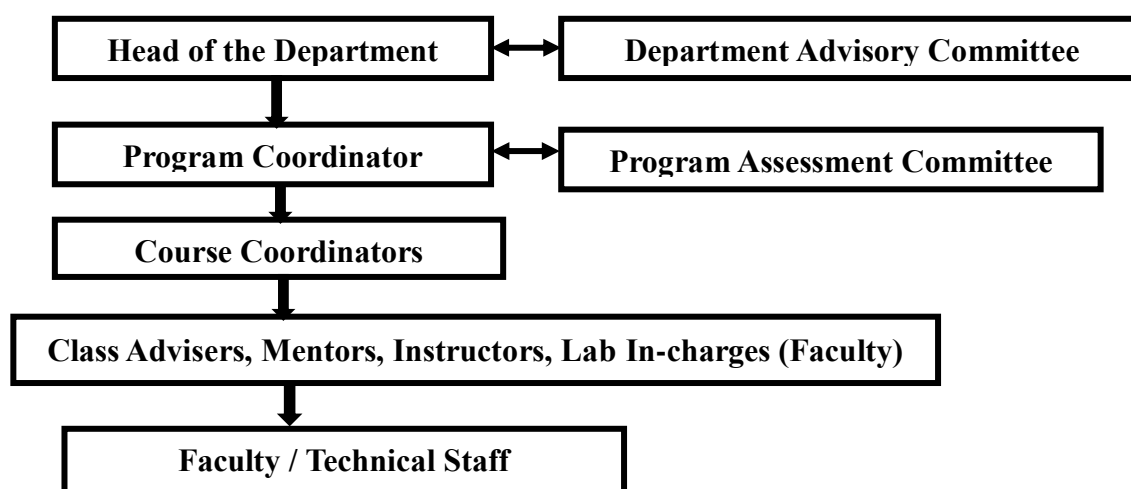 Head of the Department
Department Advisory Committee
Program Coordinator
Program Assessment Committee
Course Coordinators
Class Advisers, Mentors, Instructors, Lab In-charges (Faculty)
Faculty / Technical Staff